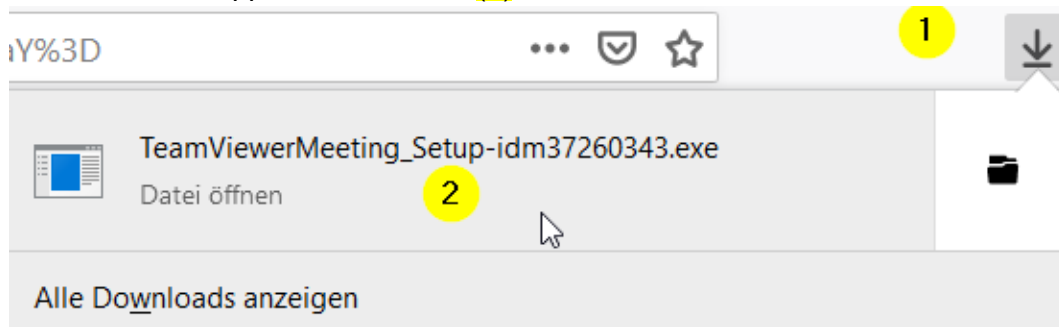 aY%3D
1
TeamViewerMeeting_Setup-idm37260343.exe
Datei öffnen
2
Alle Downloads anzeigen